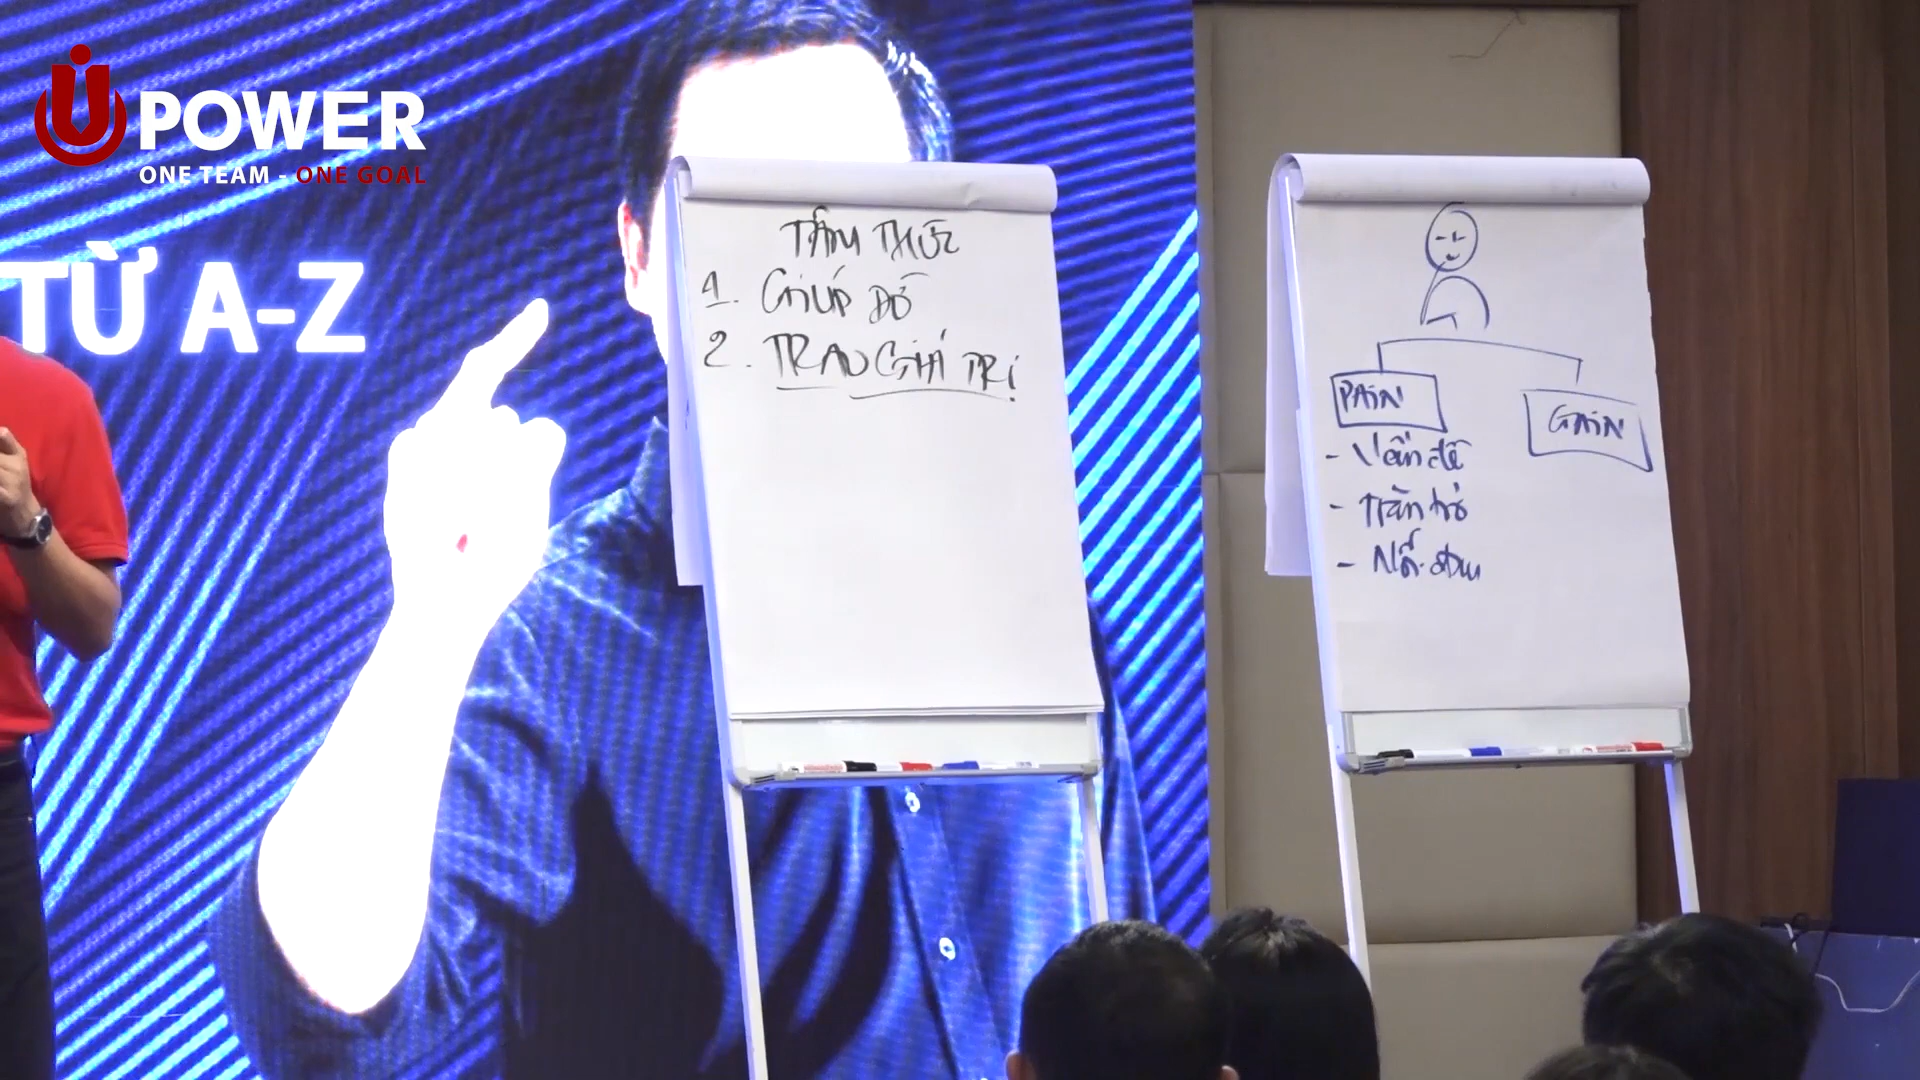 POWER
ONE TEAM - ONE GOAL
TỪ A-Z
TÂM THỨC
1. GIÚP ĐỠ
2. TRAO GIÁ TRỊ
PAIN
GAIN
- Vấn đề
- Trăn trở
- Nỗi đau